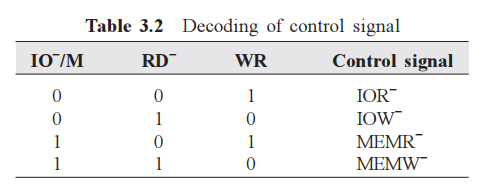 Table 3.2 Decoding of control signal
IO¯/M RD¯ WR Control signal
0 0 1 IOR¯
0 1 0 IOW¯
1 0 1 MEMR¯
1 1 0 MEMW¯